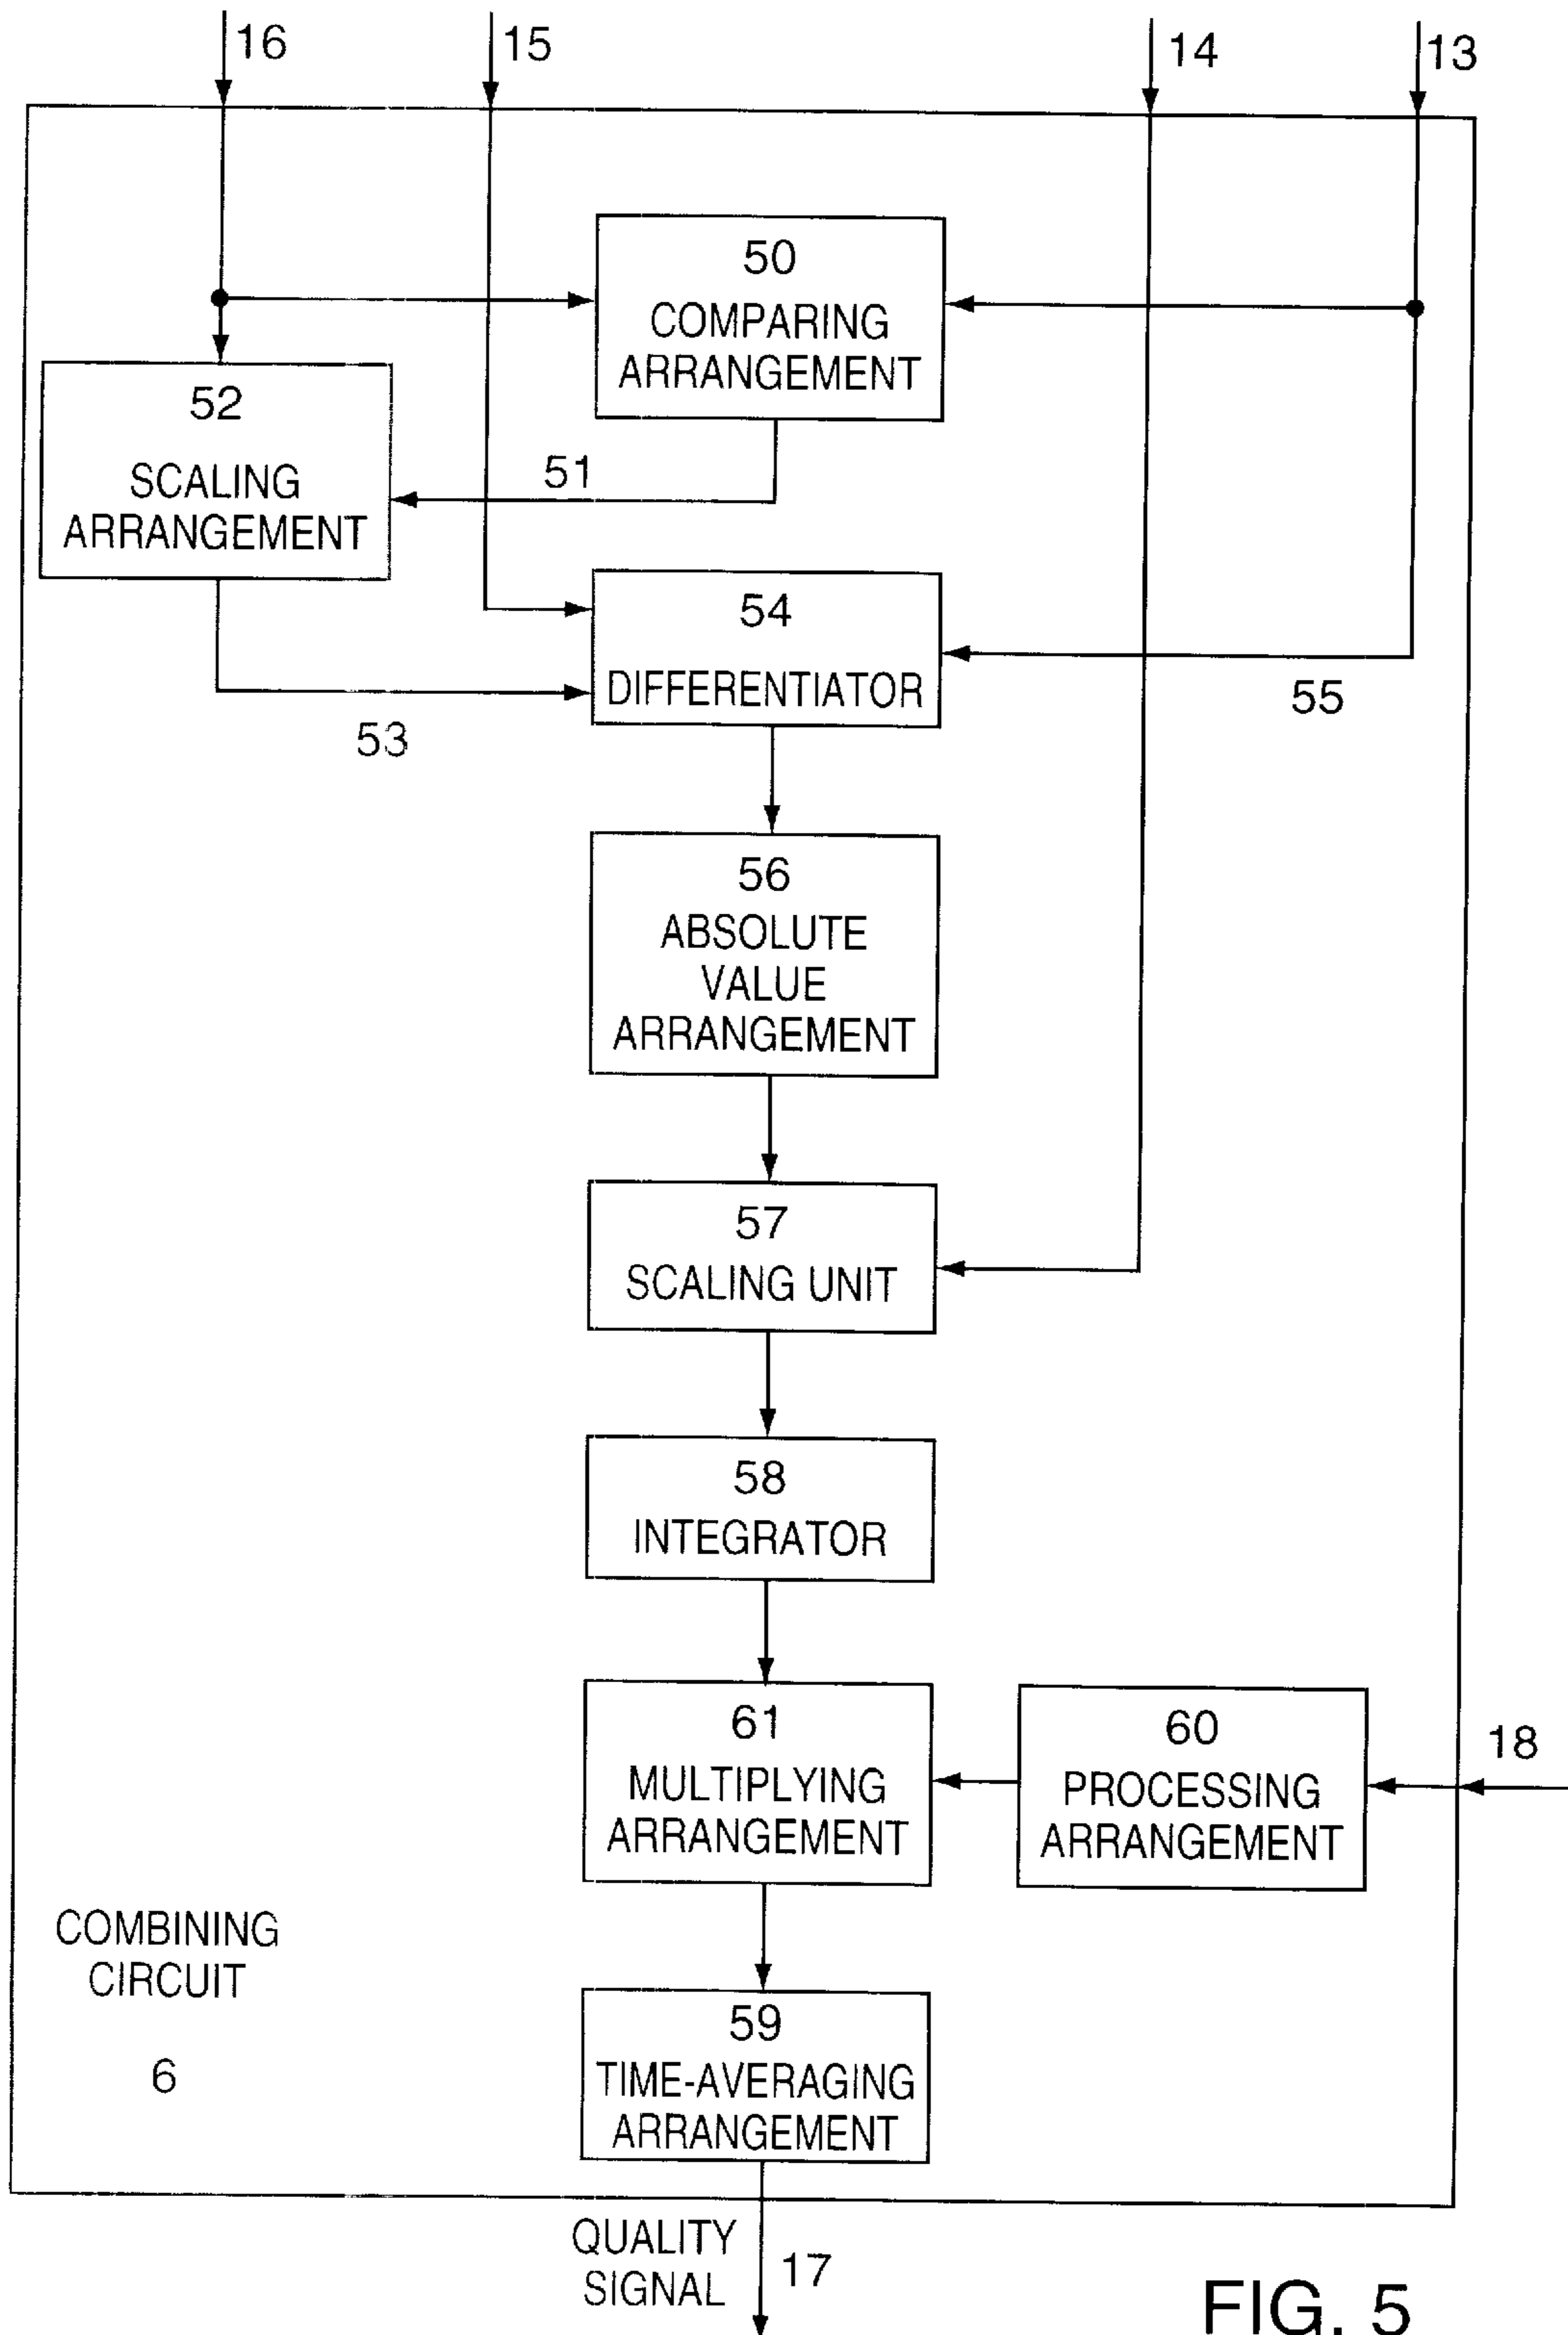 16
15
14
13
50
COMPARING
ARRANGEMENT
52
SCALING
ARRANGEMENT
51
54
DIFFERENTIATOR
53
55
56
ABSOLUTE
VALUE
ARRANGEMENT
57
SCALING UNIT
58
INTEGRATOR
61
MULTIPLYING
ARRANGEMENT
60
PROCESSING
ARRANGEMENT
18
COMBINING
CIRCUIT
6
59
TIME-AVERAGING
ARRANGEMENT
QUALITY
SIGNAL
17
FIG. 5